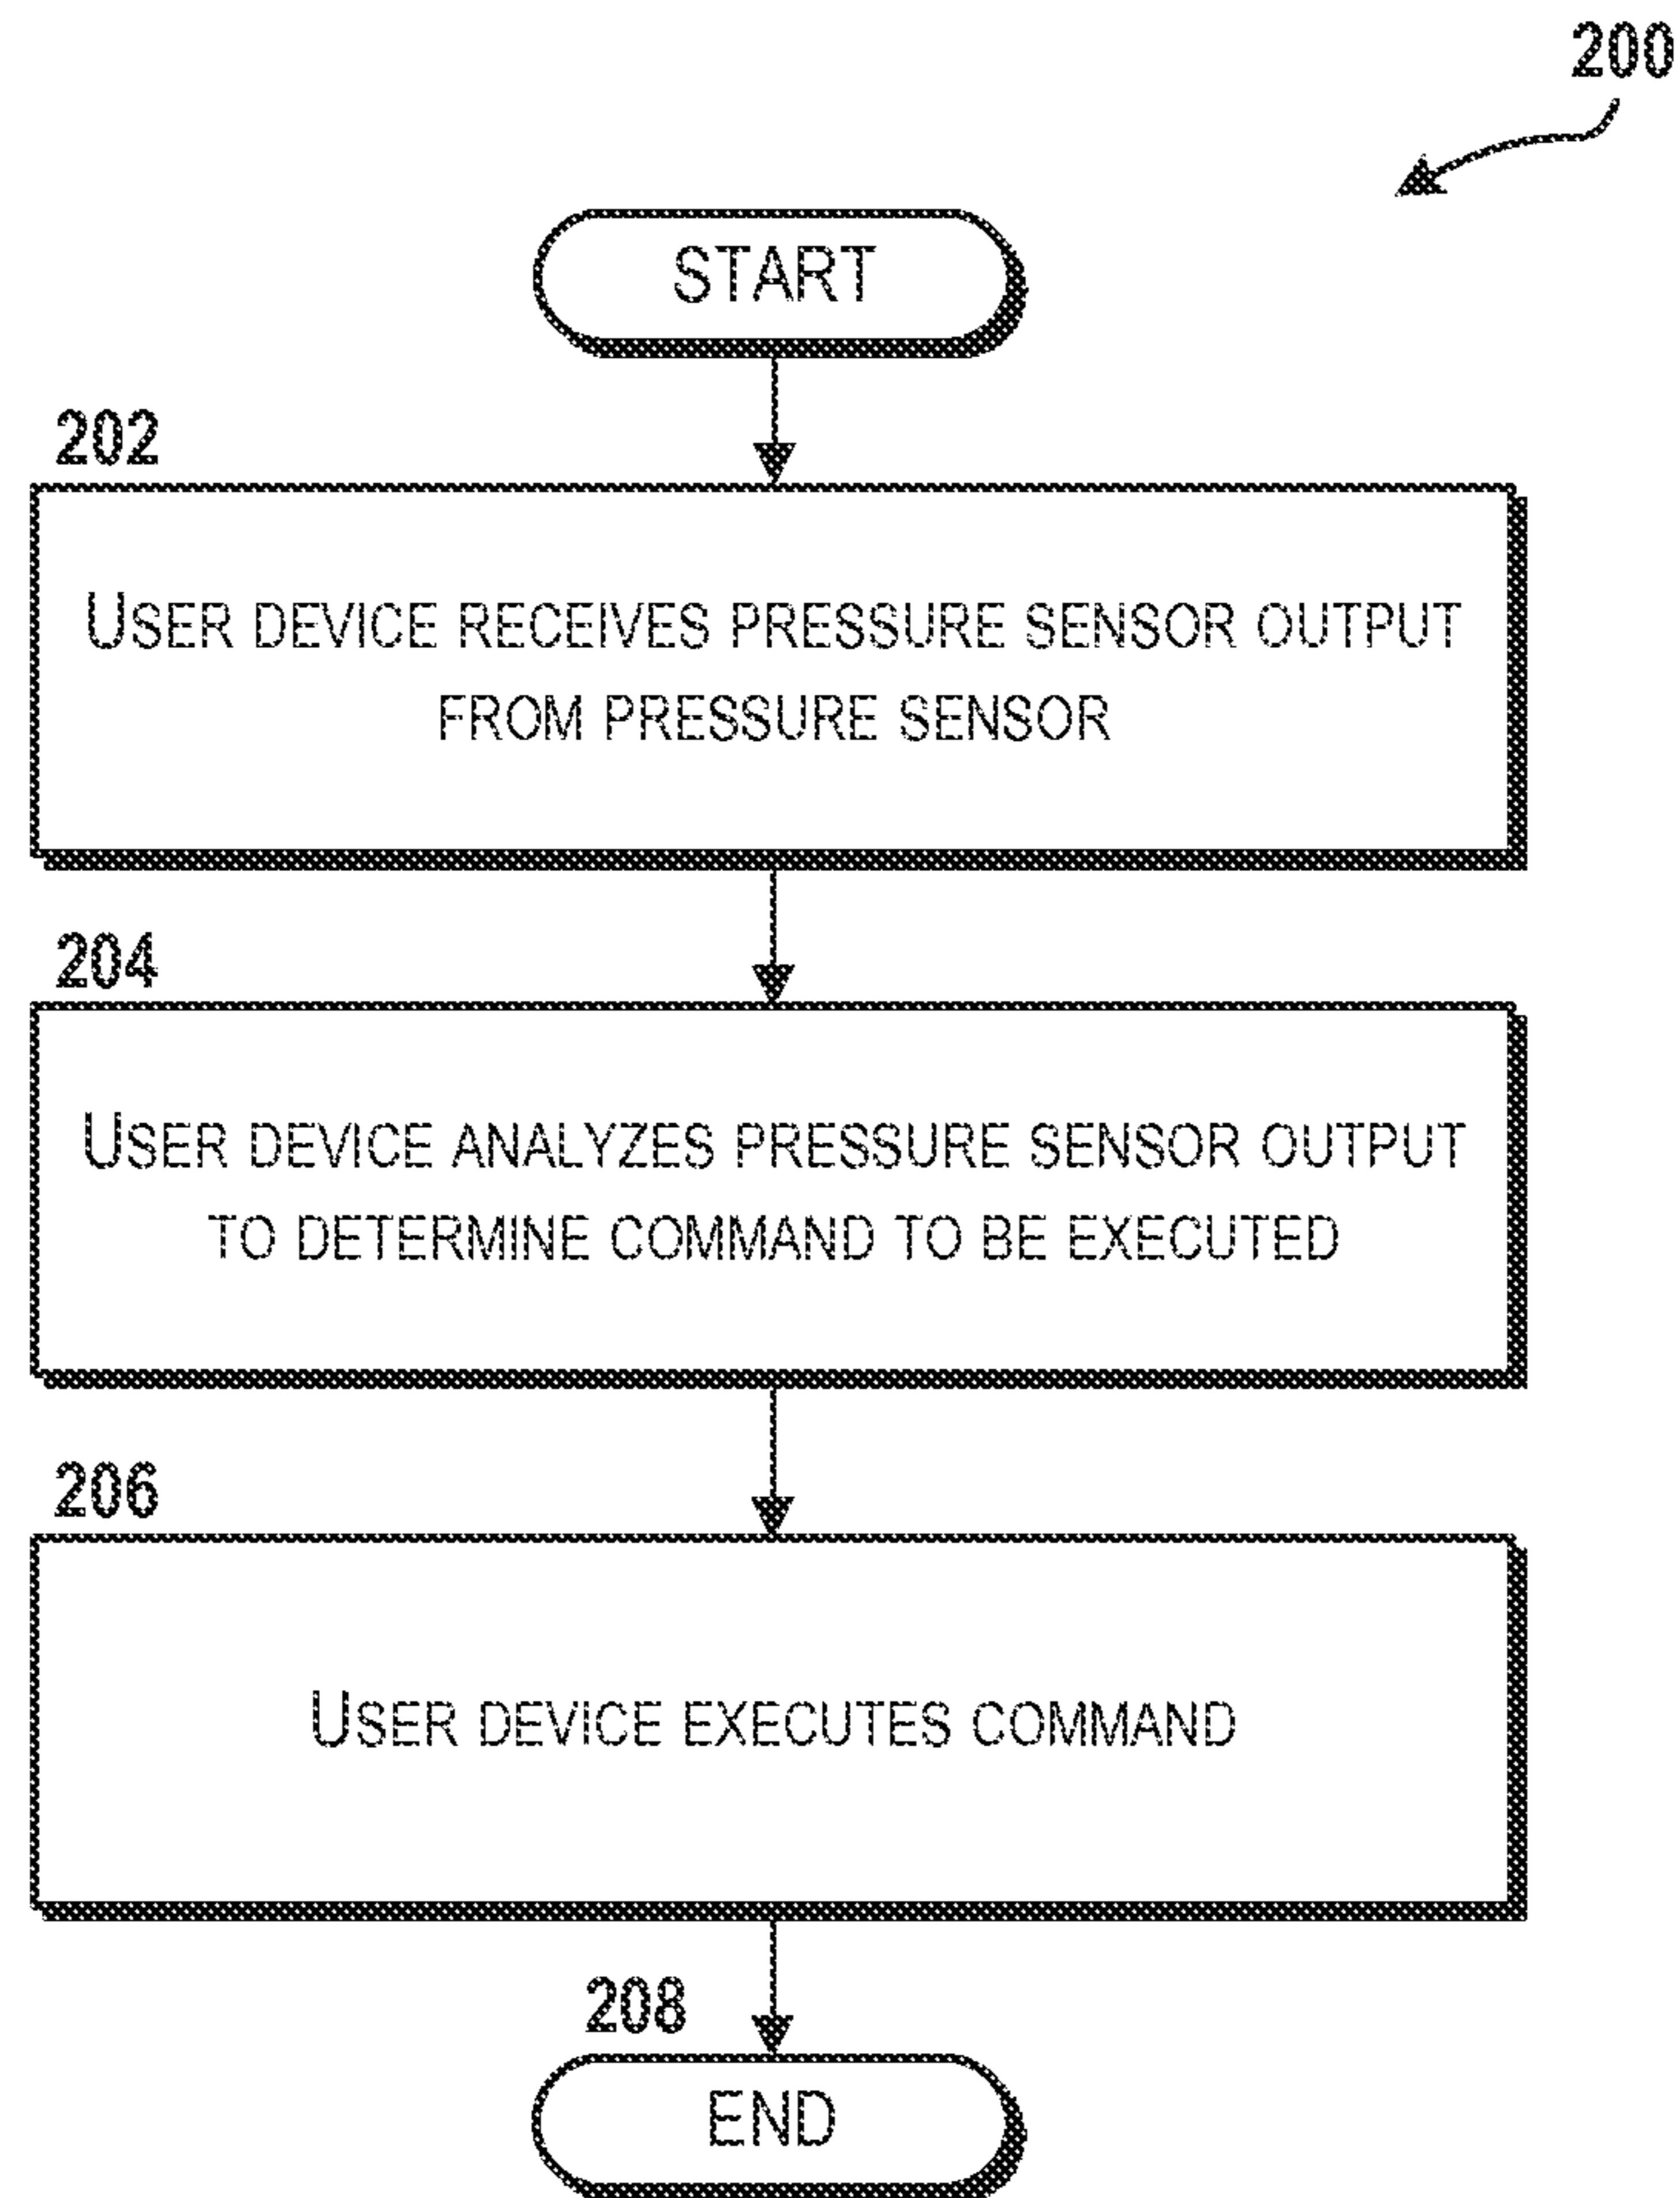 200
START
202
USER DEVICE RECEIVES PRESSURE SENSOR OUTPUT
FROM PRESSURE SENSOR
204
USER DEVICE ANALYZES PRESSURE SENSOR OUTPUT
TO DETERMINE COMMAND TO BE EXECUTED
206
USER DEVICE EXECUTES COMMAND
208
END